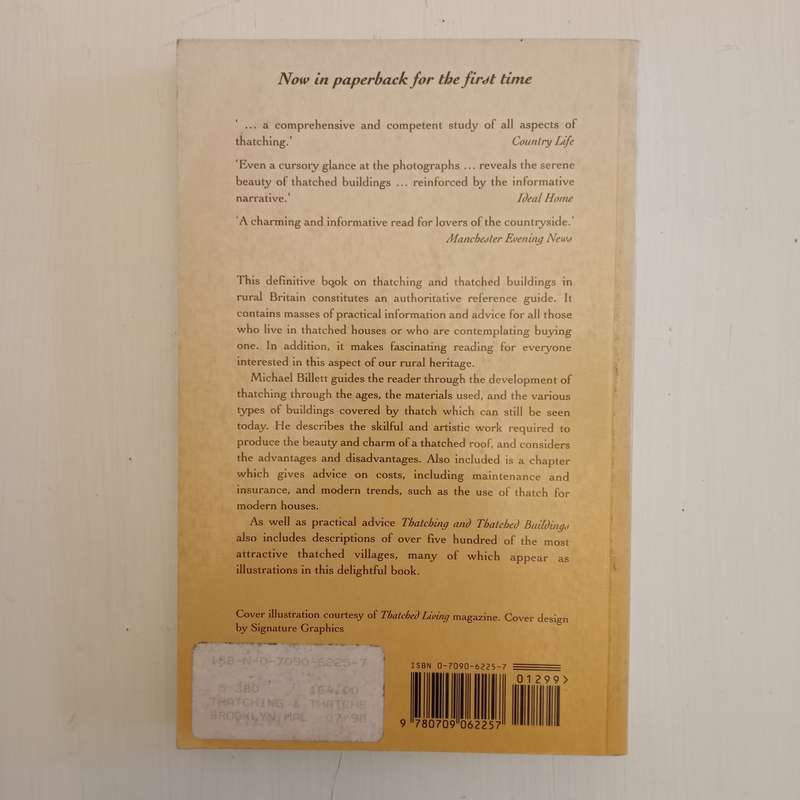 Now in paperback for the first time
' … a comprehensive and competent study of all aspects of
thatching.' Country Life
'Even a cursory glance at the photographs … reveals the serene
beauty of thatched buildings … reinforced by the informative
narrative.' Ideal Home
'A charming and informative read for lovers of the countryside.'
Manchester Evening News
This definitive book on thatching and thatched buildings in
rural Britain constitutes an authoritative reference guide. It
contains masses of practical information and advice for all those
who live in thatched houses or who are contemplating buying
one. In addition, it makes fascinating reading for everyone
interested in this aspect of our rural heritage.
Michael Billett guides the reader through the development of
thatching through the ages, the materials used, and the various
types of buildings covered by thatch which can still be seen
today. He describes the skilful and artistic work required to
produce the beauty and charm of a thatched roof, and considers
the advantages and disadvantages. Also included is a chapter
which gives advice on costs, including maintenance and
insurance, and modern trends, such as the use of thatch for
modern houses.
As well as practical advice Thatching and Thatched Buildings
also includes descriptions of over five hundred of the most
attractive thatched villages, many of which appear as
illustrations in this delightful book.
Cover illustration courtesy of Thatched Living magazine. Cover design
by Signature Graphics
ISBN 0-7090-6225-7
01299>
9 780709 062257
-0-7090-6225-7
380 164.00
THATCHING & THATCHE
BROOKLYN MAL 07-98